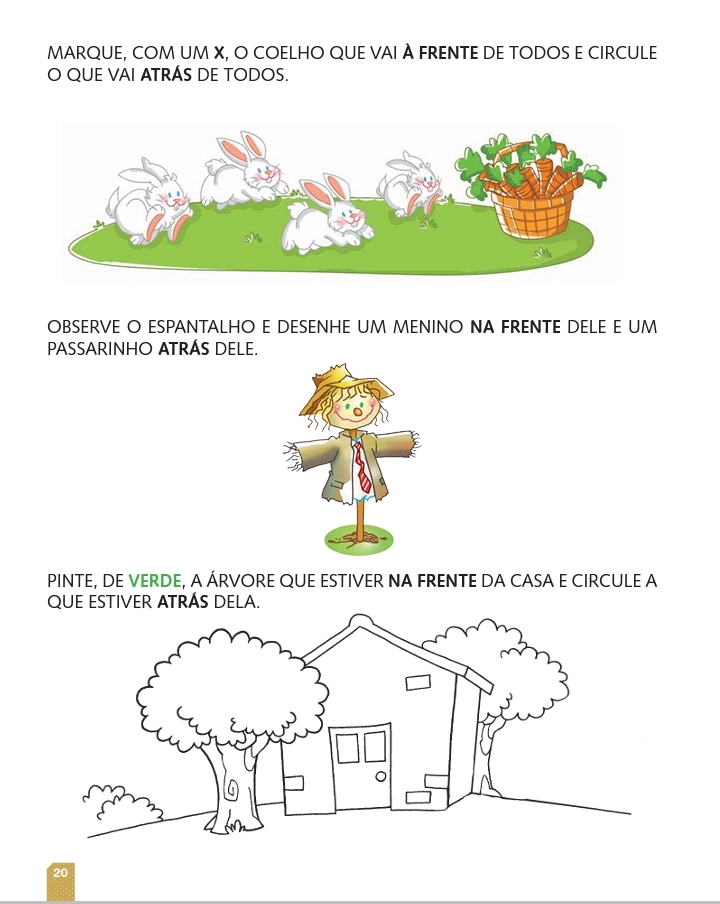 MARQUE, COM UM X, O COELHO QUE VAI À FRENTE DE TODOS E CIRCULE
O QUE VAI ATRÁS DE TODOS.
OBSERVE O ESPANTALHO E DESENHE UM MENINO NA FRENTE DELE E UM
PASSARINHO ATRÁS DELE.
PINTE, DE VERDE, A ÁRVORE QUE ESTIVER NA FRENTE DA CASA E CIRCULE A
QUE ESTIVER ATRÁS DELA.
20